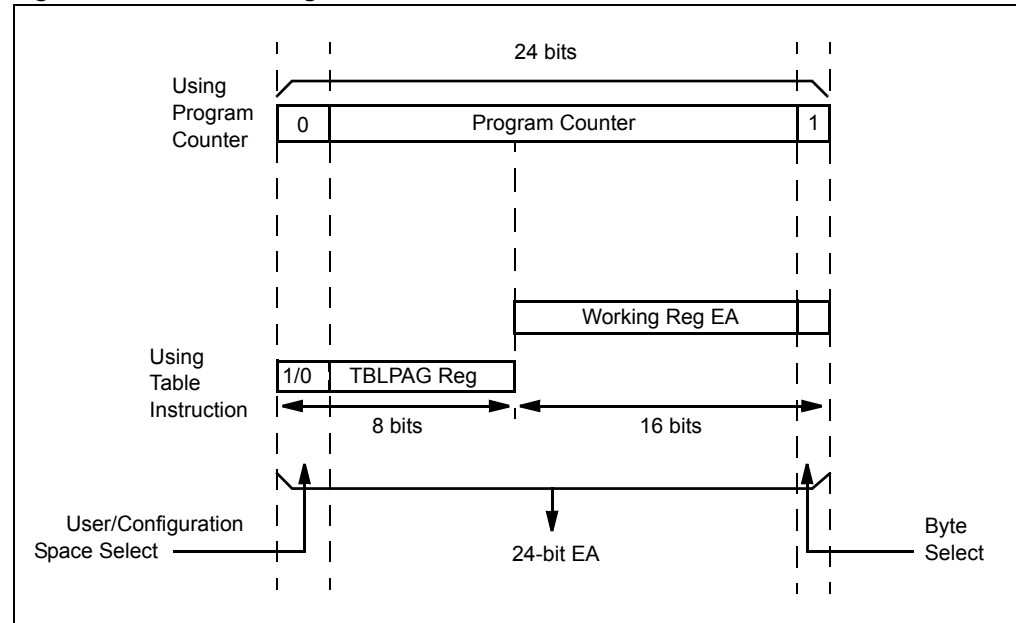 24 bits
Using
Program
Counter
0
Program Counter
1
Working Reg EA
Using
Table
Instruction
1/0
TBLPAG Reg
8 bits
16 bits
User/Configuration
Space Select
24-bit EA
Byte
Select